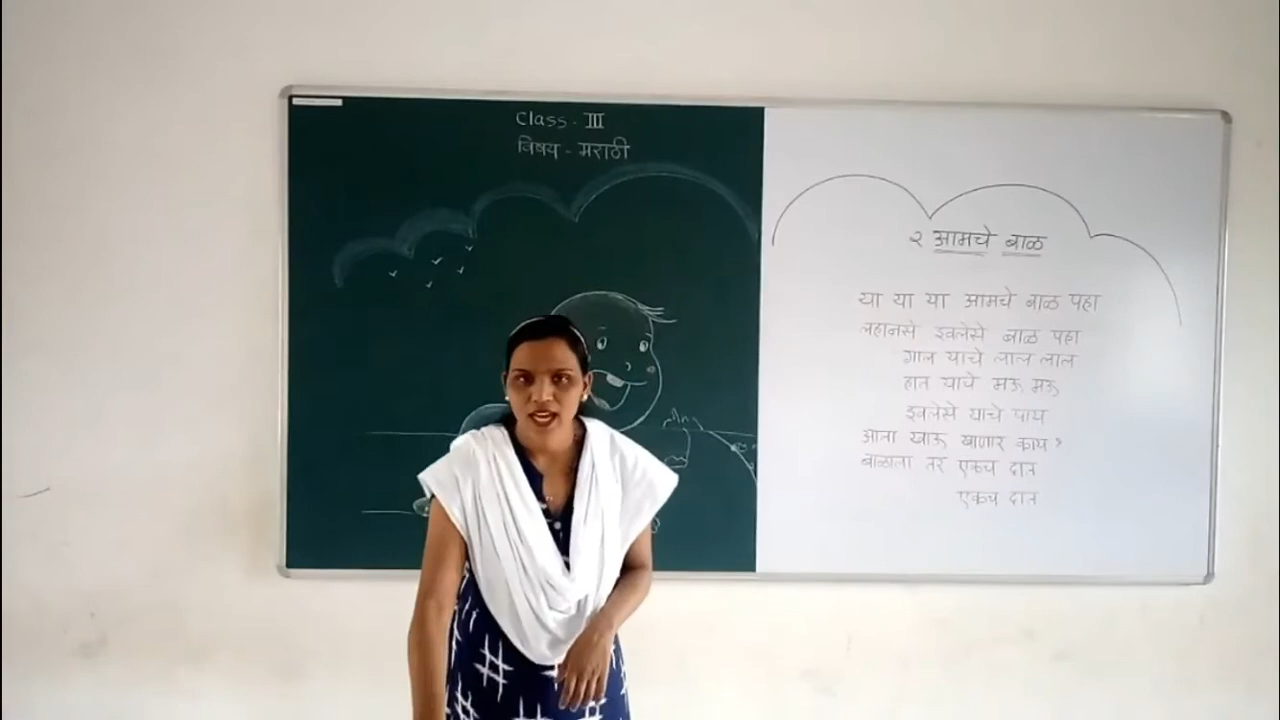 Class - III
विषय - मराठी
२ आमचे बाळ
या या या आमचे बाळ पहा
लहानसे इवलेसे बाळ पहा
गाल याचे लाल लाल
हात याचे मऊ मऊ
इवलेसे याचे पाय
आता खाऊ खाणार काय?
बाळाला तर एकच दात
एकच दात